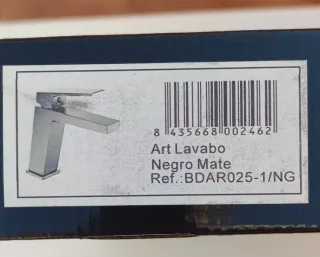 8 435668 002462
Art Lavabo
Negro Mate
Ref.:BDAR025-1/NG